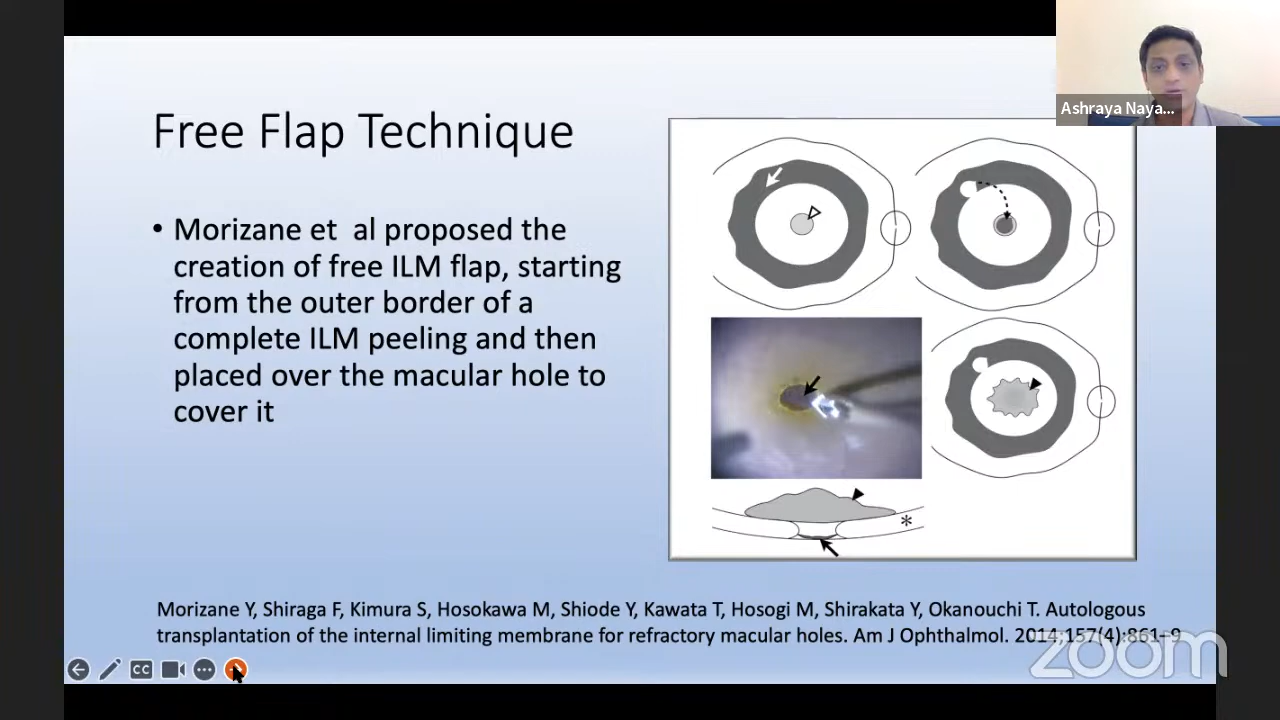 Ashraya Naya...
Free Flap Technique
• Morizane et al proposed the
creation of free ILM flap, starting
from the outer border of a
complete ILM peeling and then
placed over the macular hole to
cover it
*
Morizane Y, Shiraga F, Kimura S, Hosokawa M, Shiode Y, Kawata T, Hosogi M, Shirakata Y, Okanouchi T. Autologous
transplantation of the internal limiting membrane for refractory macular holes. Am J Ophthalmol. 2014;157(4):861–9
CC
zoom